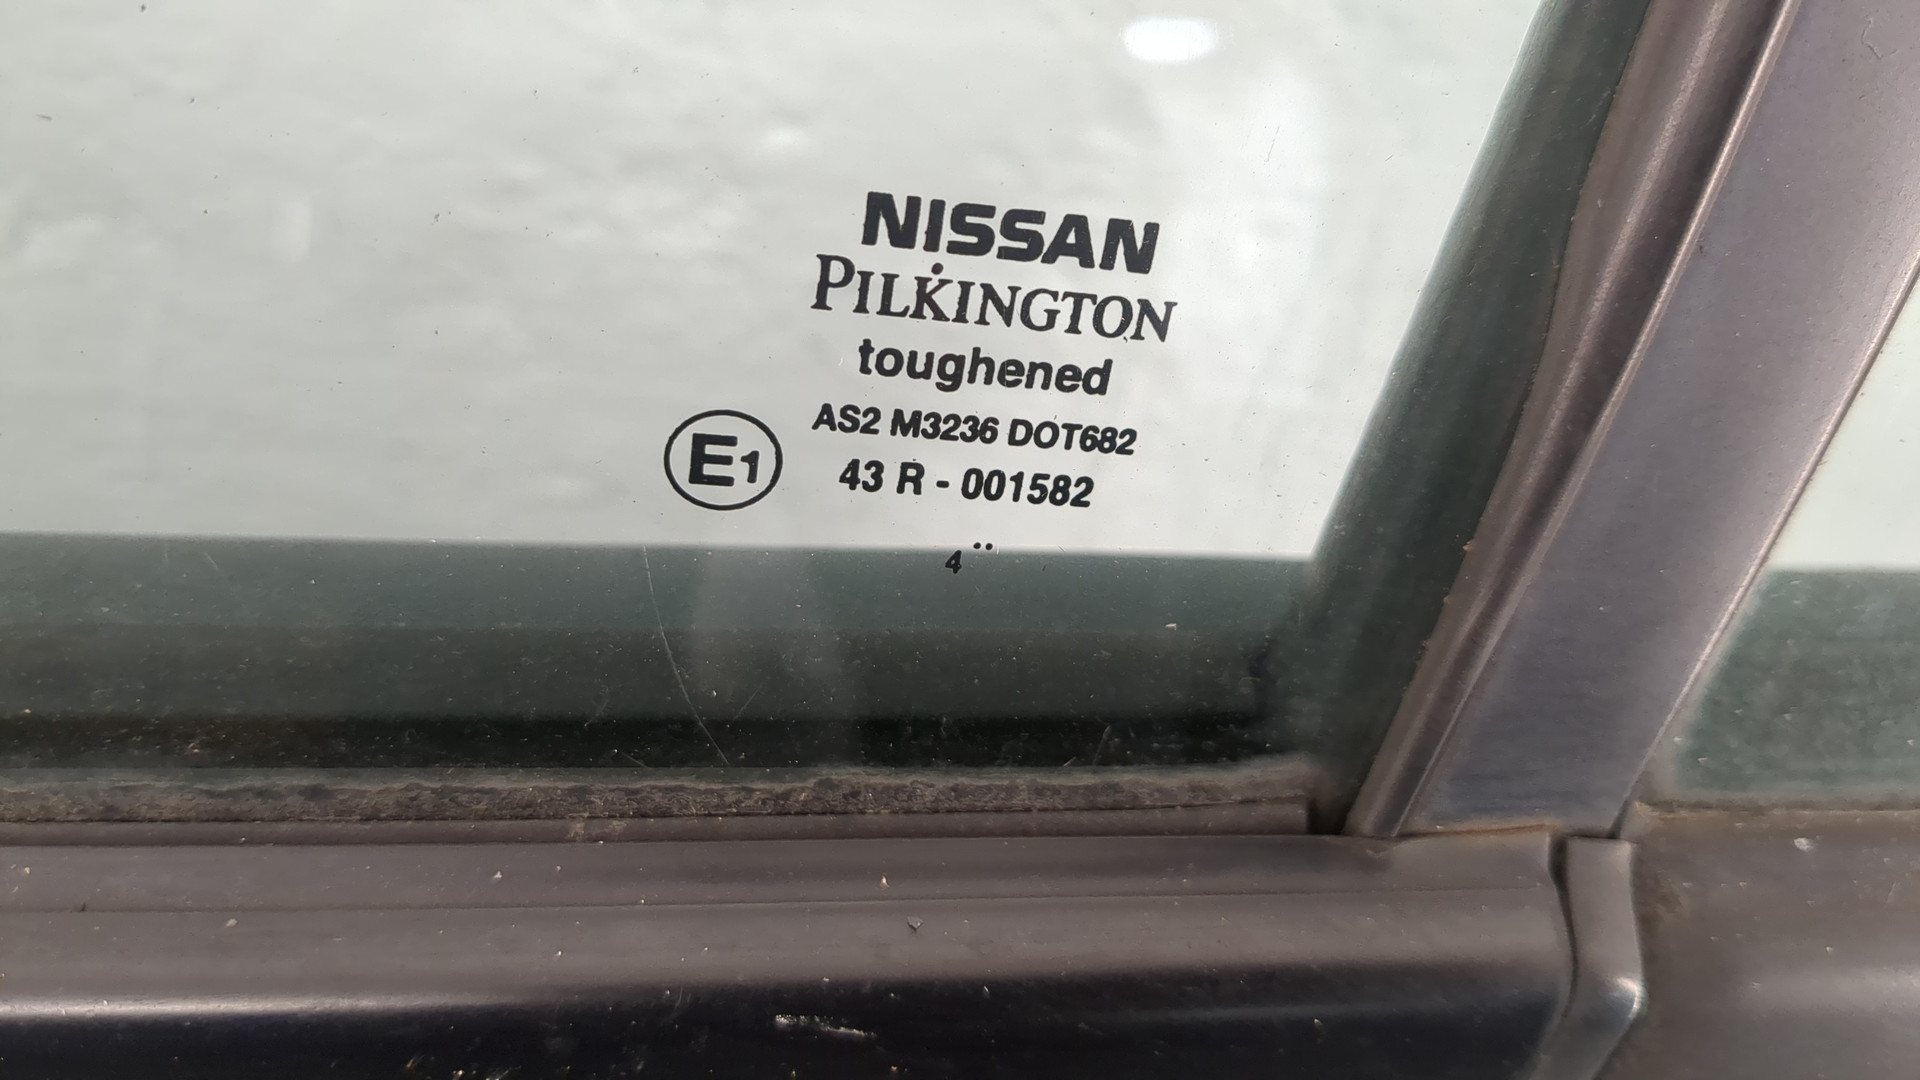 NISSAN
PILKINGTON
toughened
AS2 M3236 DOT682
E1
43 R - 001582
4 ..